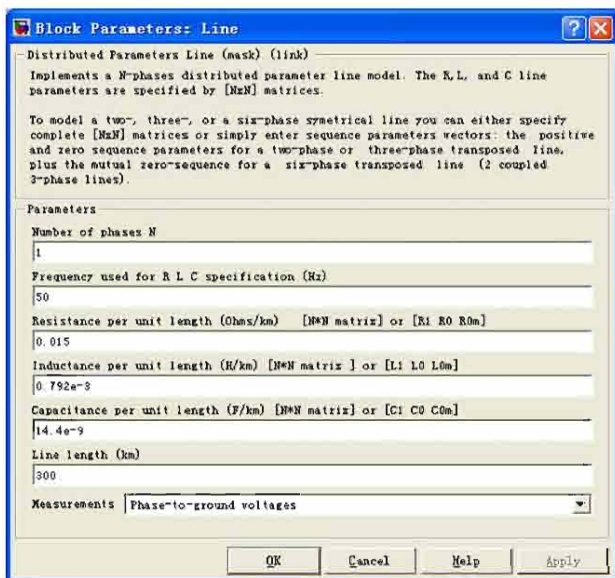 Block Parameters: Line
Distributed Parameters Line (mask) (link)
Implements a N-phases distributed parameter line model. The R,L, and C line
parameters are specified by [NxN] matrices.
To model a two-, three-, or a six-phase symetrical line you can either specify
complete [NxN] matrices or simply enter sequence parameters vectors: the positive
and zero sequence parameters for a two-phase or three-phase transposed line,
plus the mutual zero-sequence for a six-phase transposed line (2 coupled
3-phase lines).
Parameters
Number of phases N
1
Frequency used for R L C specification (Hz)
50
Resistance per unit length (Ohms/km) [N*N matrix] or [R1 R0 R0m]
0.015
Inductance per unit length (H/km) [N*N matrix ] or [L1 L0 L0m]
0.792e-3
Capacitance per unit length (F/km) [N*N matrix] or [C1 C0 C0m]
14.4e-9
Line length (km)
300
Measurements Phase-to-ground voltages
OK Cancel Help Apply